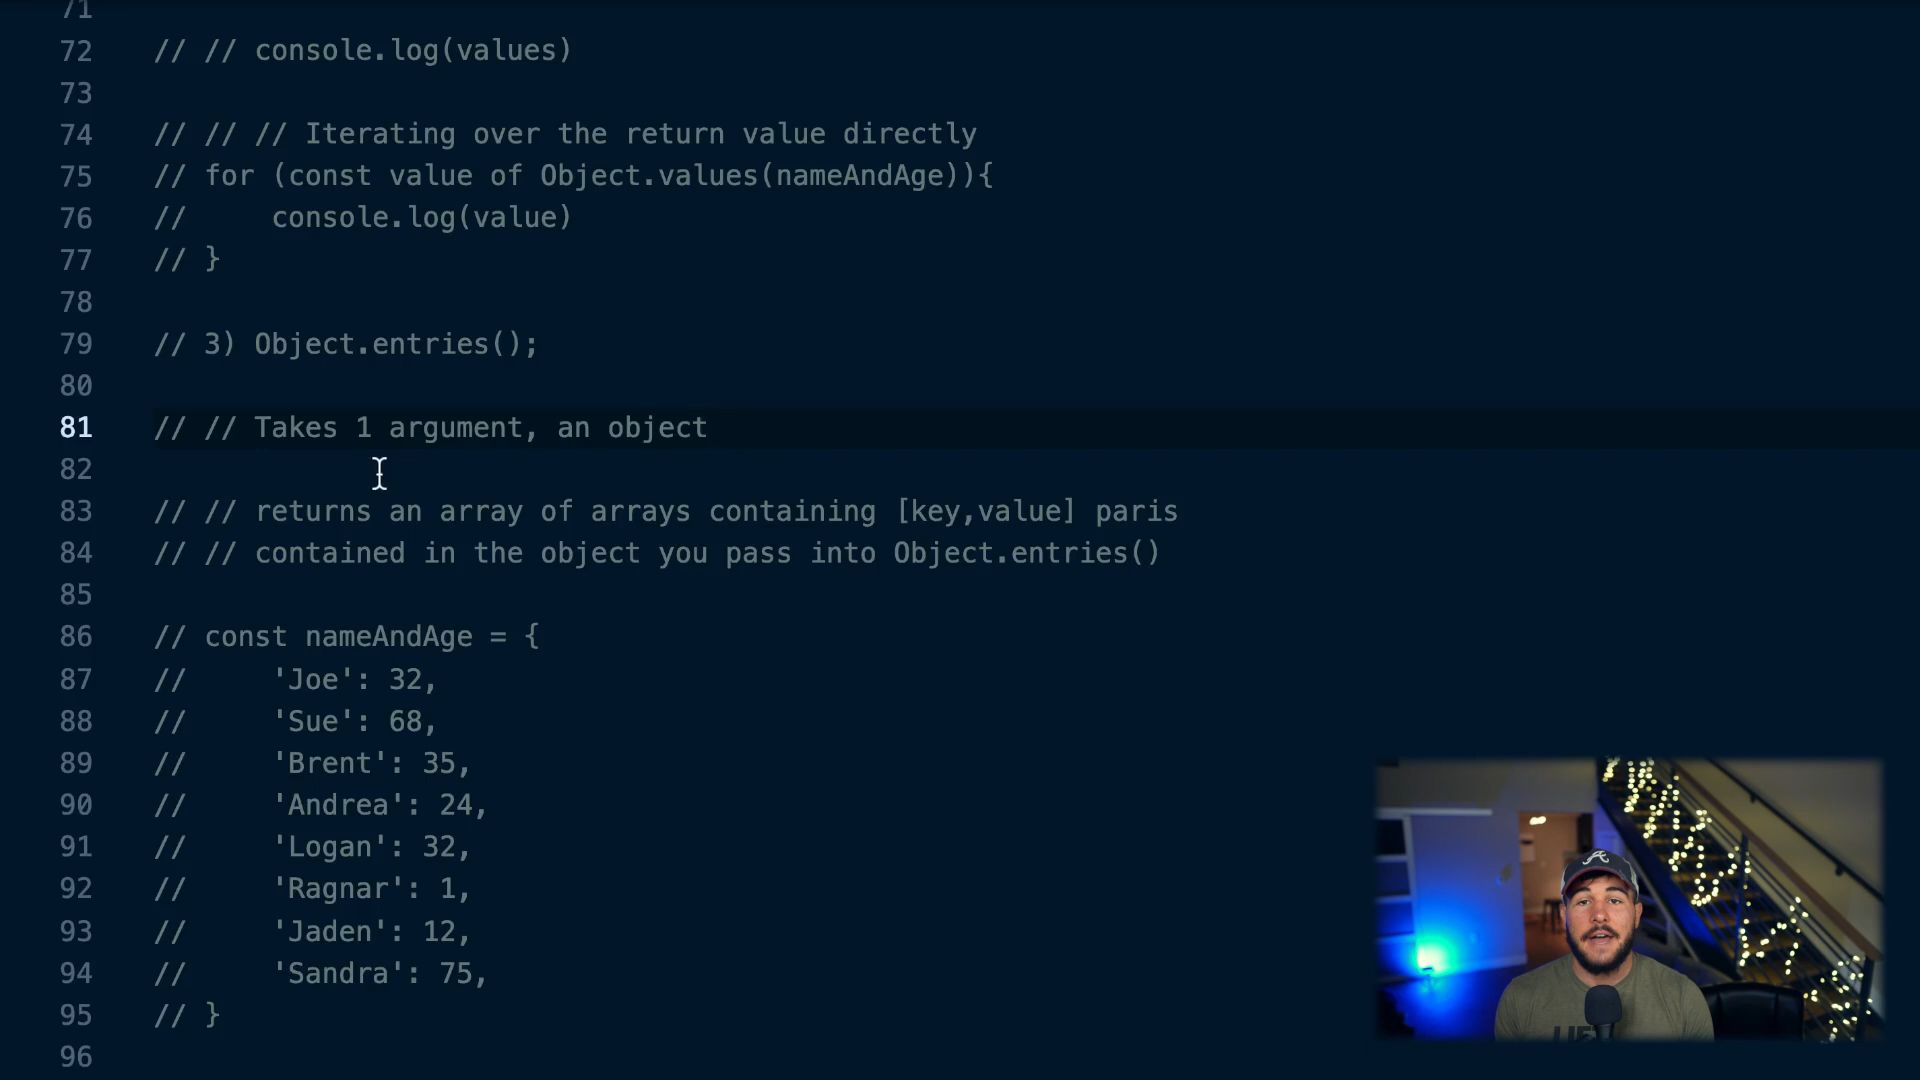 71
72 // // console.log(values)
73
74 // // // Iterating over the return value directly
75 // for (const value of Object.values(nameAndAge)){
76 //     console.log(value)
77 // }
78
79 // 3) Object.entries();
80
81 // // Takes 1 argument, an object
82
83 // // returns an array of arrays containing [key,value] paris
84 // // contained in the object you pass into Object.entries()
85
86 // const nameAndAge = {
87 //     'Joe': 32,
88 //     'Sue': 68,
89 //     'Brent': 35,
90 //     'Andrea': 24,
91 //     'Logan': 32,
92 //     'Ragnar': 1,
93 //     'Jaden': 12,
94 //     'Sandra': 75,
95 // }
96
A